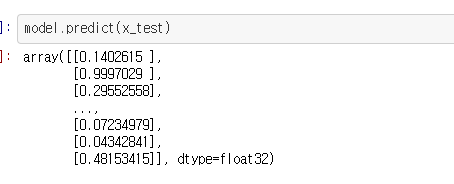 ]: model.predict(x_test)
]: array([[0.1402615 ],
[0.9997029 ],
[0.29552558],
...,
[0.07234979],
[0.04342841],
[0.48153415]], dtype=float32)